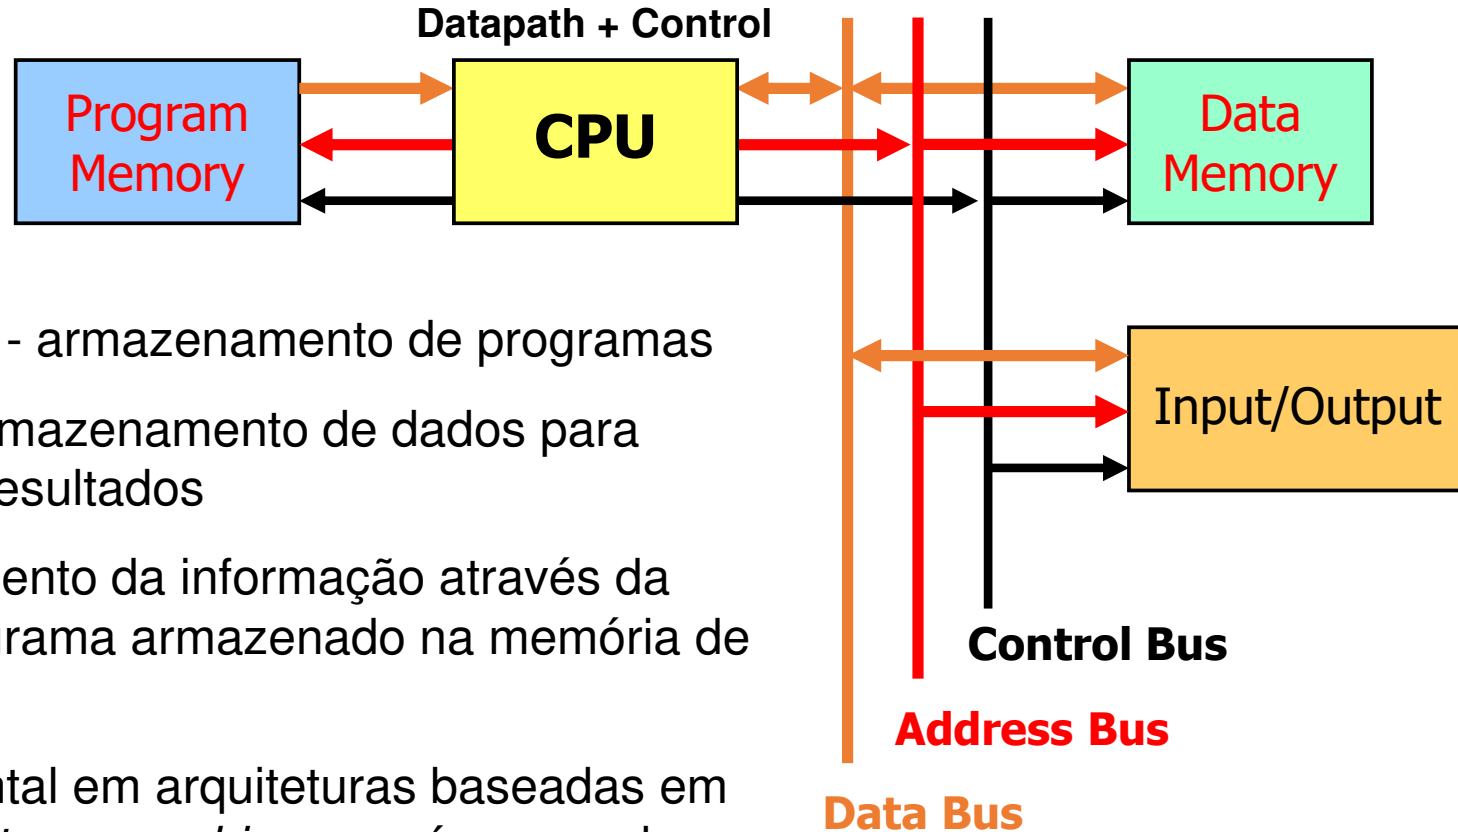 Datapath + Control
Program
Memory
CPU
Data
Memory
- armazenamento de programas
Input/Output
mazenamento de dados para
esultados
ento da informação através da
grama armazenado na memória de
Control Bus
Address Bus
ntal em arquiteturas baseadas em
Data Bus